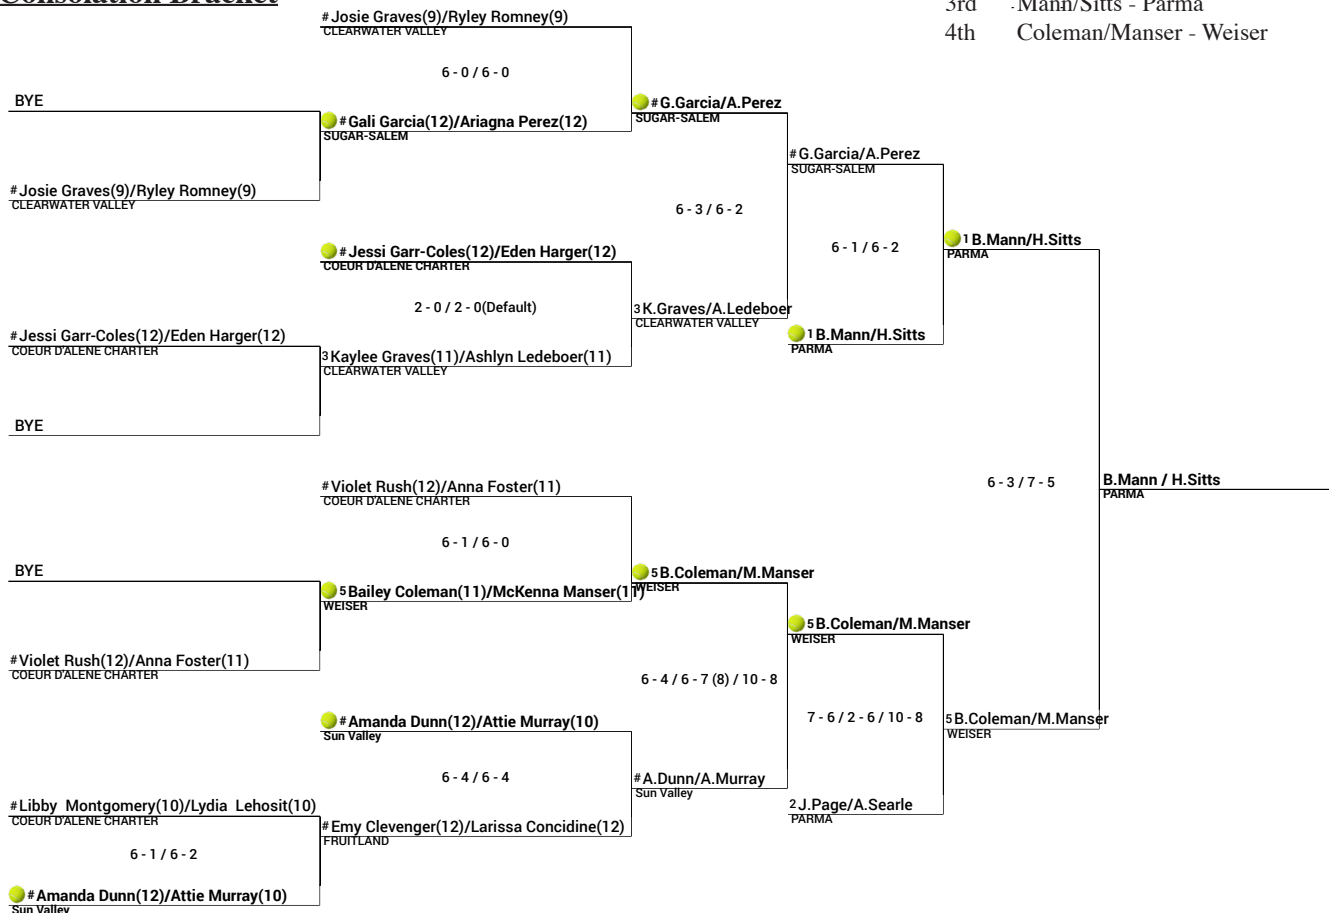 Consolation Bracket
3rd Mann/Sitts - Parma
4th Coleman/Manser - Weiser
# Josie Graves(9)/Ryley Romney(9)
CLEARWATER VALLEY
6 - 0 / 6 - 0
BYE
# Gali Garcia(12)/Ariagna Perez(12)
SUGAR-SALEM
# G.Garcia/A.Perez
SUGAR-SALEM
# Josie Graves(9)/Ryley Romney(9)
CLEARWATER VALLEY
# G.Garcia/A.Perez
SUGAR-SALEM
6 - 3 / 6 - 2
# Jessi Garr-Coles(12)/Eden Harger(12)
COEUR D'ALENE CHARTER
6 - 1 / 6 - 2
1 B.Mann/H.Sitts
PARMA
2 - 0 / 2 - 0(Default)
3 K.Graves/A.Ledeboer
CLEARWATER VALLEY
# Jessi Garr-Coles(12)/Eden Harger(12)
COEUR D'ALENE CHARTER
1 B.Mann/H.Sitts
PARMA
3 Kaylee Graves(11)/Ashlyn Ledeboer(11)
CLEARWATER VALLEY
BYE
# Violet Rush(12)/Anna Foster(11)
COEUR D'ALENE CHARTER
6 - 3 / 7 - 5
B.Mann / H.Sitts
PARMA
6 - 1 / 6 - 0
BYE
5 Bailey Coleman(11)/McKenna Manser(11)
WEISER
5 B.Coleman/M.Manser
WEISER
5 B.Coleman/M.Manser
WEISER
# Violet Rush(12)/Anna Foster(11)
COEUR D'ALENE CHARTER
6 - 4 / 6 - 7 (8) / 10 - 8
# Amanda Dunn(12)/Attie Murray(10)
Sun Valley
7 - 6 / 2 - 6 / 10 - 8
5 B.Coleman/M.Manser
WEISER
6 - 4 / 6 - 4
# A.Dunn/A.Murray
Sun Valley
# Libby Montgomery(10)/Lydia Lehosit(10)
COEUR D'ALENE CHARTER
2 J.Page/A.Searle
PARMA
# Emy Clevenger(12)/Larissa Concidine(12)
FRUITLAND
6 - 1 / 6 - 2
# Amanda Dunn(12)/Attie Murray(10)
Sun Valley